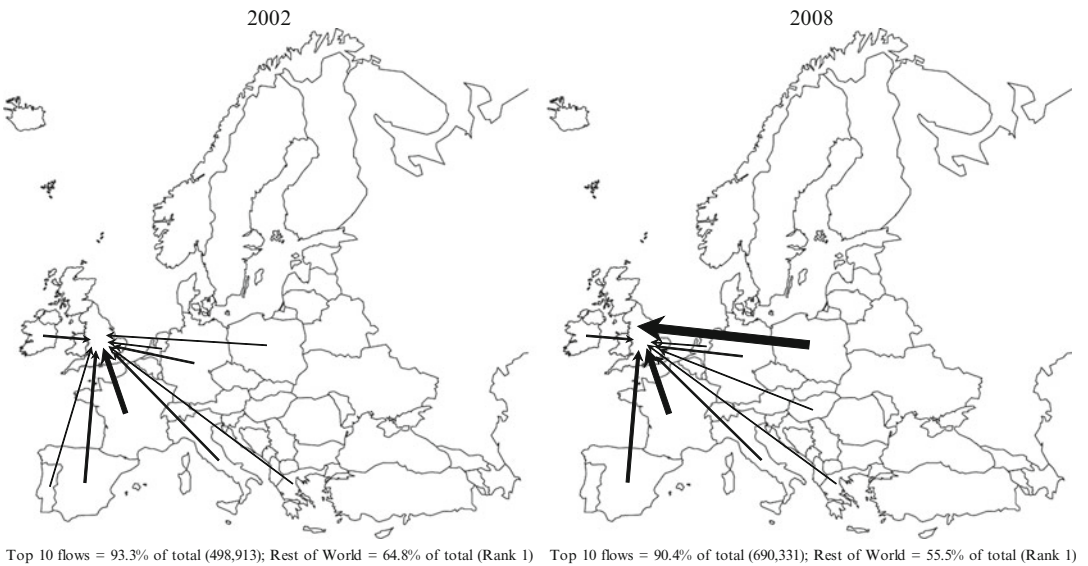 2002
2008
Top 10 flows = 93.3% of total (498,913); Rest of World = 64.8% of total (Rank 1)
Top 10 flows = 90.4% of total (690,331); Rest of World = 55.5% of total (Rank 1)